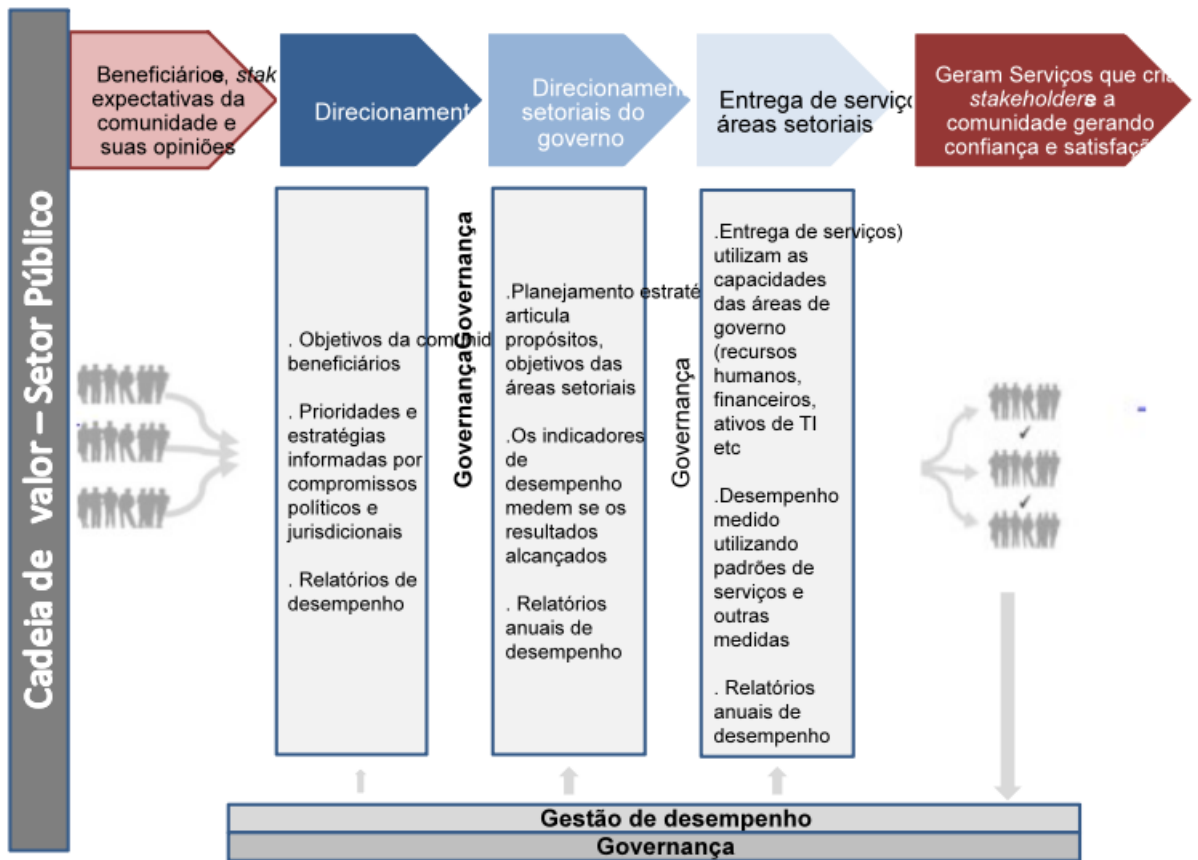 Cadeia de valor – Setor Público
Beneficiários, stak
expectativas da
comunidade e
suas opiniões
Direcionament
Direcionamen
setoriais do
governo
Entrega de serviço
áreas setoriais
Geram Serviços que cria
stakeholders e a
comunidade gerando
confiança e satisfaçã
. Objetivos da comunid
beneficiários
. Prioridades e
estratégias
informadas por
compromissos
políticos e
jurisdicionais
. Relatórios de
desempenho
GovernançaGovernança
.Planejamento estraté
articula
propósitos,
objetivos das
áreas setoriais
.Os indicadores
de
desempenho
medem se os
resultados
alcançados
. Relatórios
anuais de
desempenho
Governança
.Entrega de serviços)
utilizam as
capacidades
das áreas de
governo
(recursos
humanos,
financeiros,
ativos de TI
etc
.Desempenho
medido
utilizando
padrões de
serviços e
outras
medidas
. Relatórios
anuais de
desempenho
Gestão de desempenho
Governança